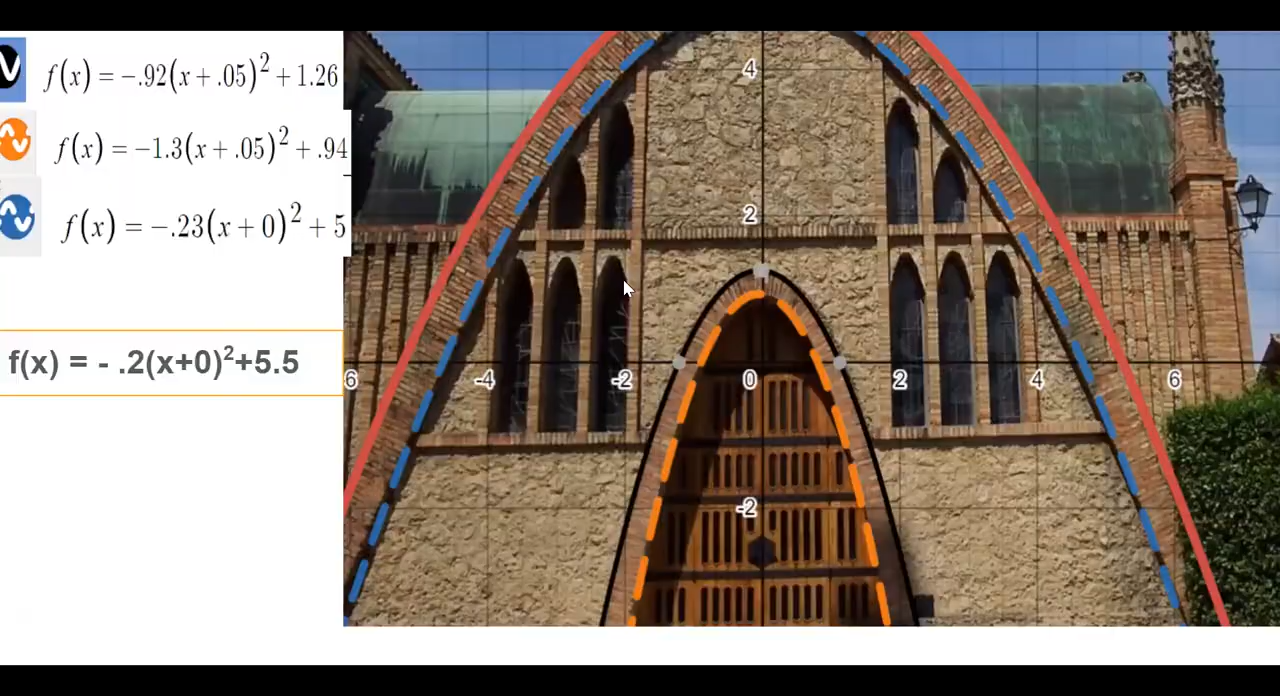 f(x) = −.92(x + .05)² + 1.26
f(x) = −1.3(x + .05)² + .94
f(x) = −.23(x + 0)² + 5
f(x) = - .2(x+0)²+5.5
4
2
6 -4 -2 0 2 4 6
-2